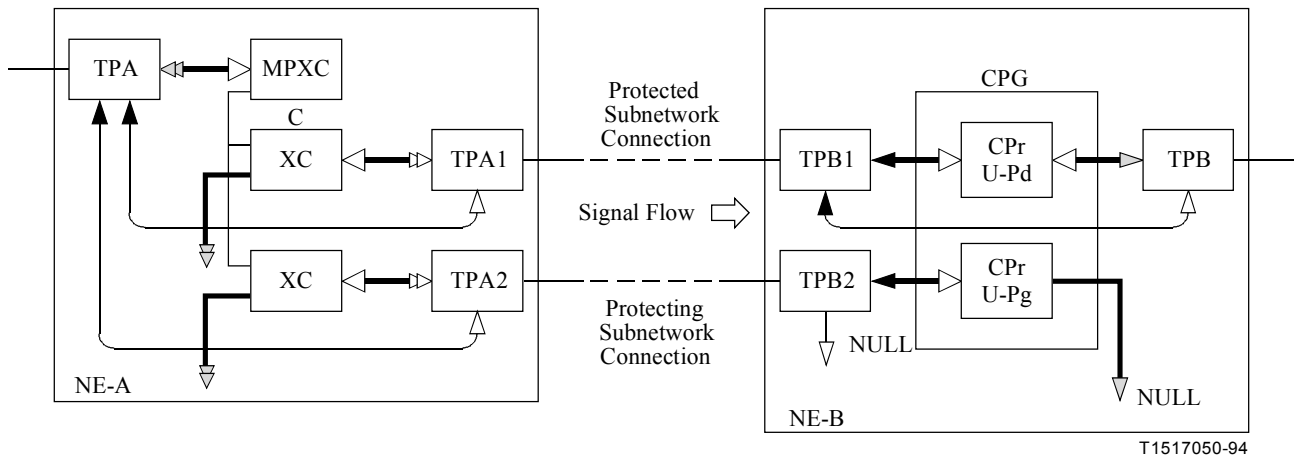 TPA
MPXC
C
XC
TPA1
XC
TPA2
NE-A
Protected
Subnetwork
Connection
Signal Flow
Protecting
Subnetwork
Connection
CPG
TPB1
CPr
U-Pd
TPB
TPB2
CPr
U-Pg
NULL
NULL
NE-B
T1517050-94